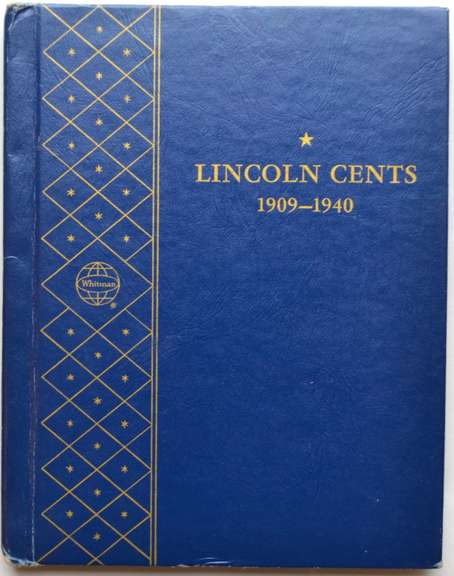 ★
LINCOLN CENTS
1909–1940
Whitman
®